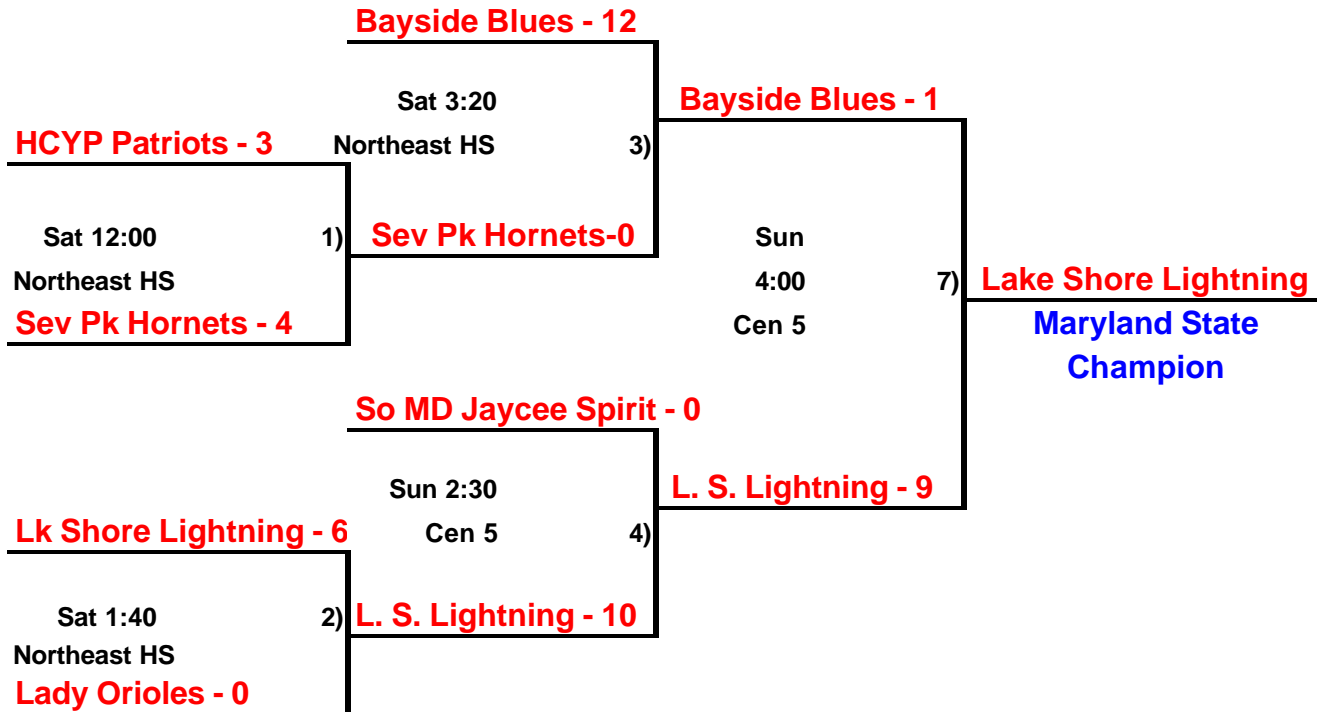 Bayside Blues - 12
Sat 3:20
Bayside Blues - 1
HCYP Patriots - 3
Northeast HS
3)
Sat 12:00
1)
Sev Pk Hornets-0
Sun
Northeast HS
4:00
7)
Lake Shore Lightning
Sev Pk Hornets - 4
Cen 5
Maryland State
Champion
So MD Jaycee Spirit - 0
Sun 2:30
L. S. Lightning - 9
Lk Shore Lightning - 6
Cen 5
4)
Sat 1:40
2)
L. S. Lightning - 10
Northeast HS
Lady Orioles - 0